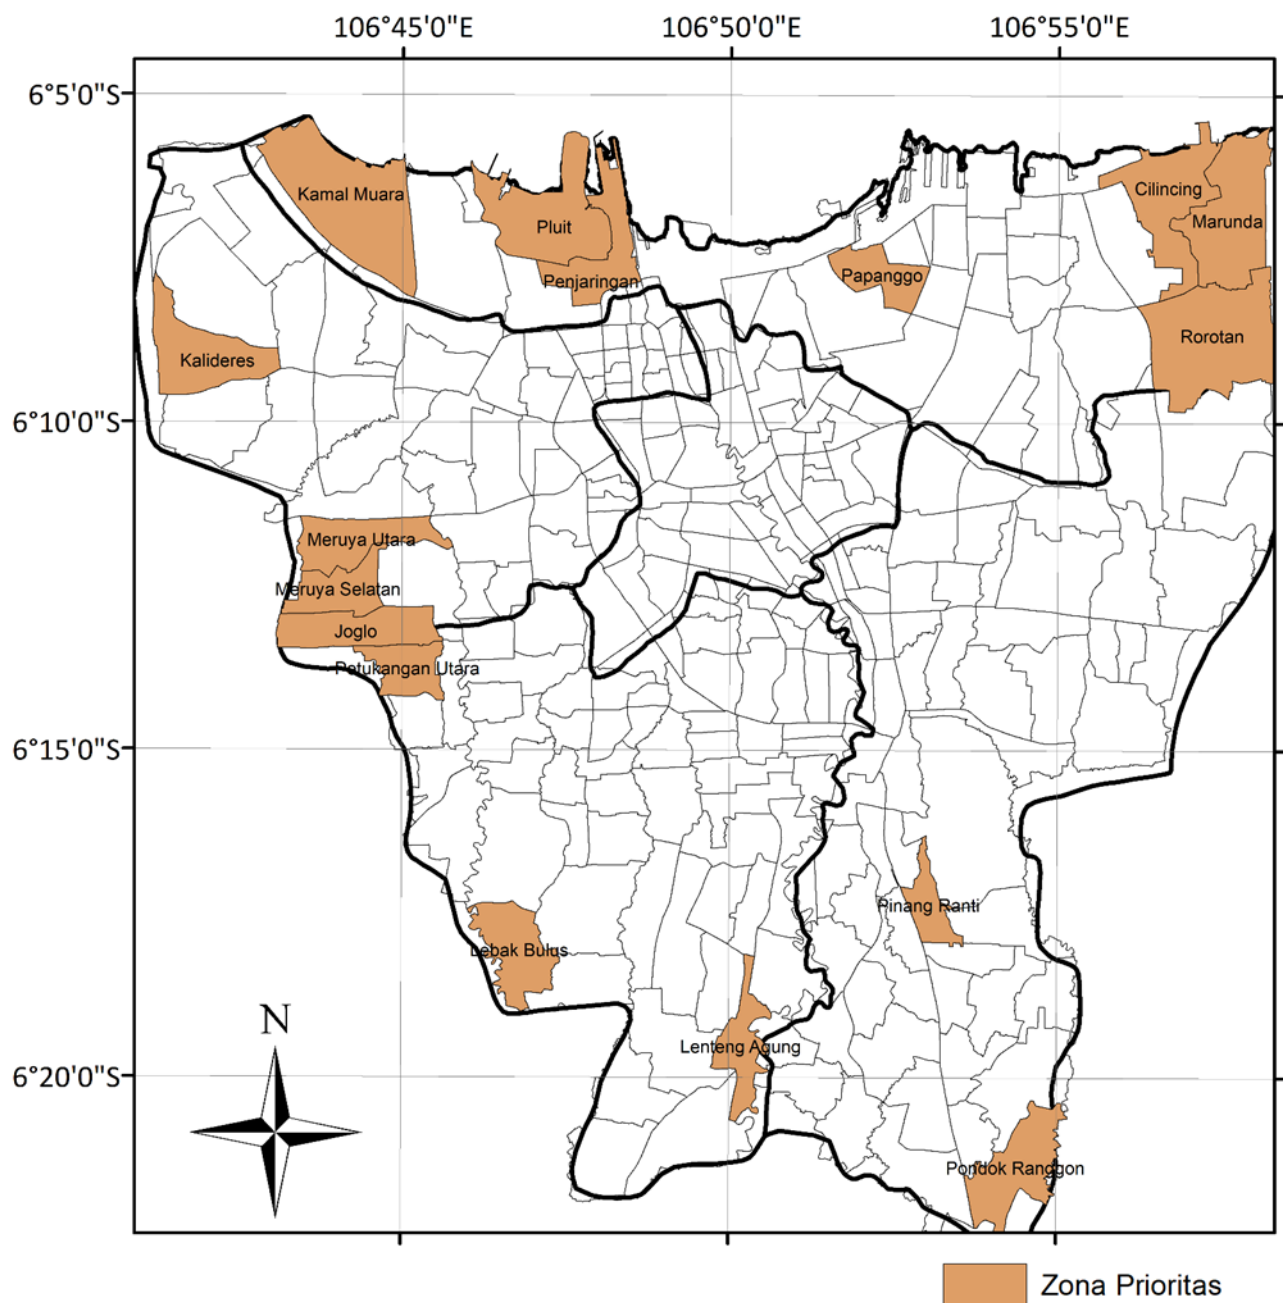 106°45'0"E 106°50'0"E 106°55'0"E
6°5'0"S
Kamal Muara
Cilincing
Pluit
Marunda
Papanggo
Penjaringan
Rorotan
Kalideres
6°10'0"S
Meruya Utara
Meruya Selatan
Joglo
Petukangan Utara
6°15'0"S
Pinang Ranti
Lebak Bulus
N
Lenteng Agung
6°20'0"S
Pondok Ranggon
Zona Prioritas